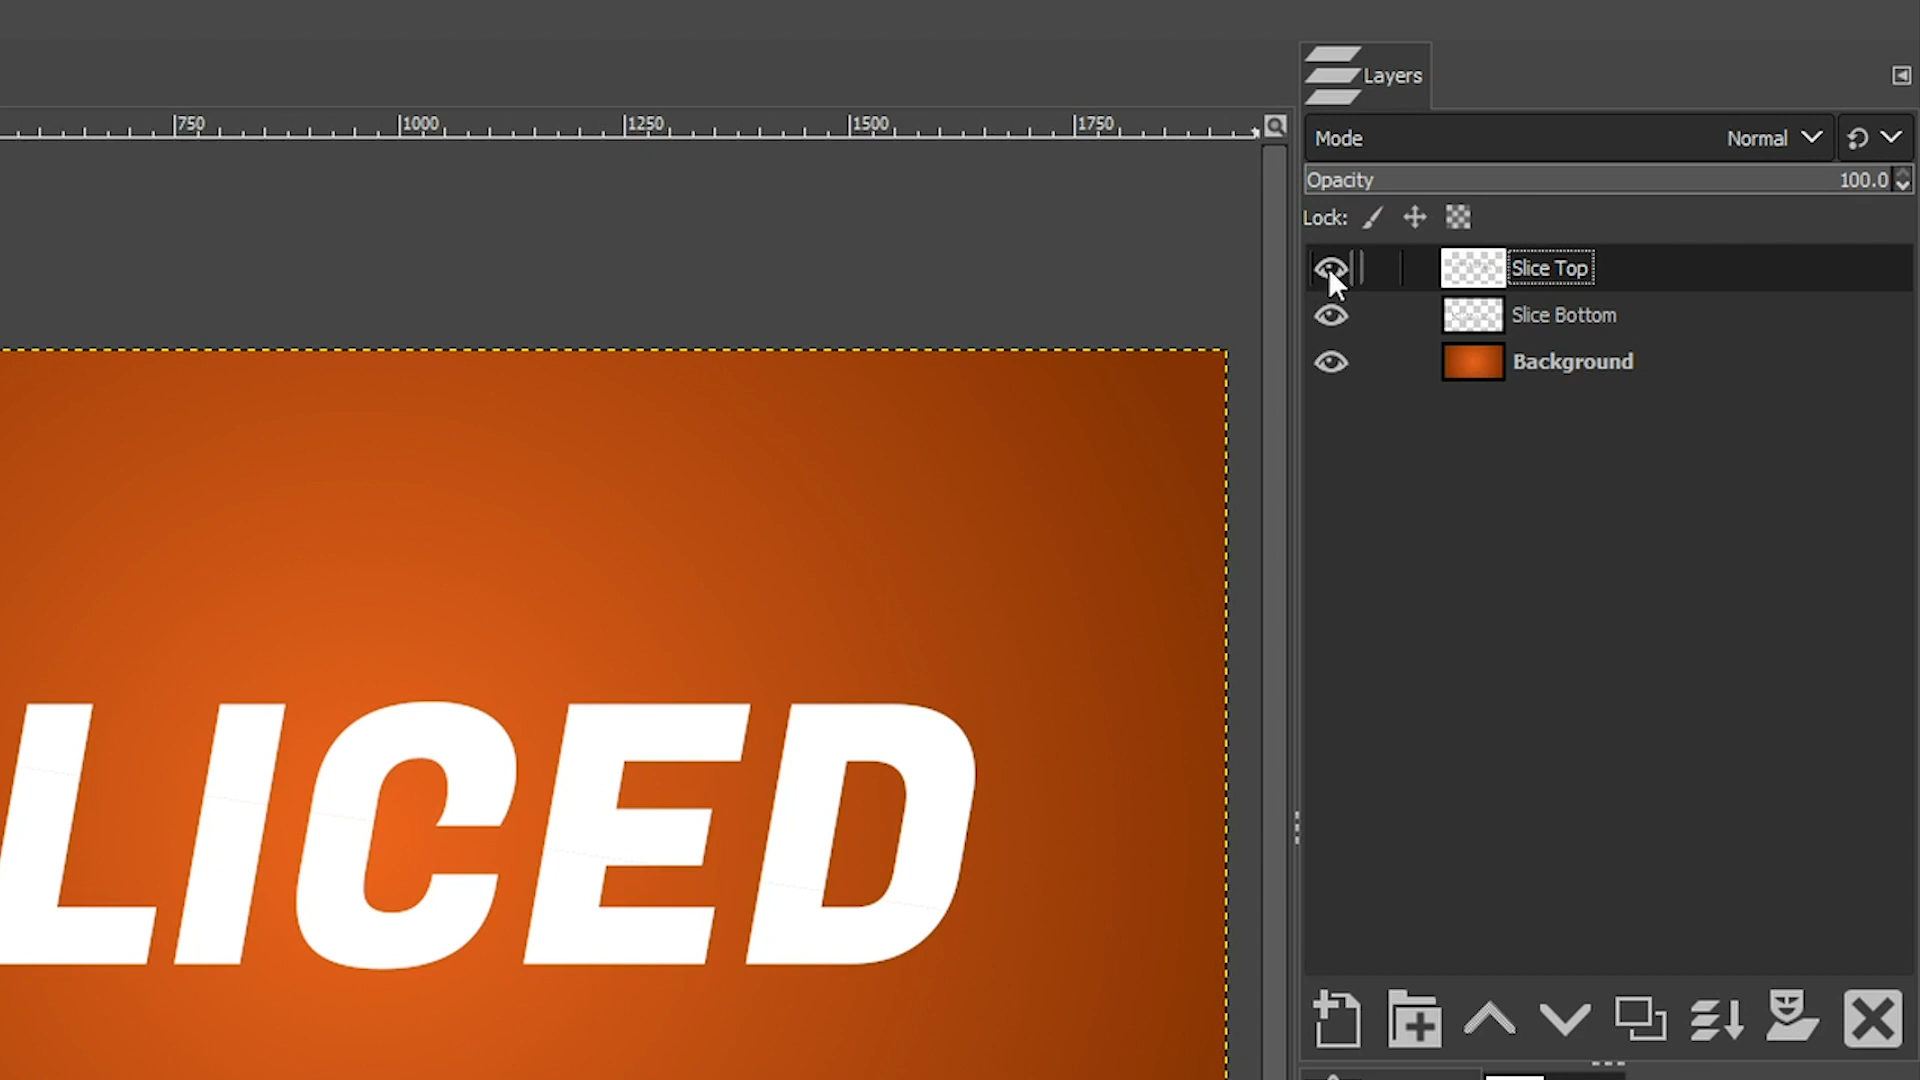 Layers
750 1000 1250 1500 1750
Mode Normal
Opacity 100.0
Lock:
Slice Top
Slice Bottom
Background
LICED